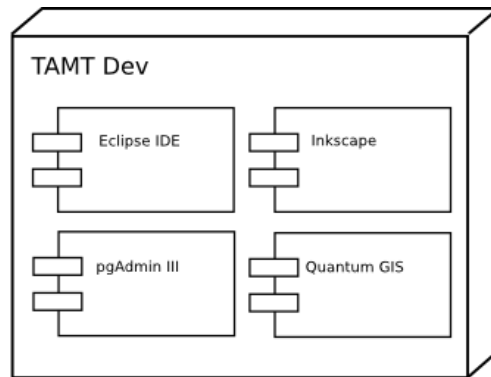 TAMT Dev
Eclipse IDE
Inkscape
pgAdmin III
Quantum GIS